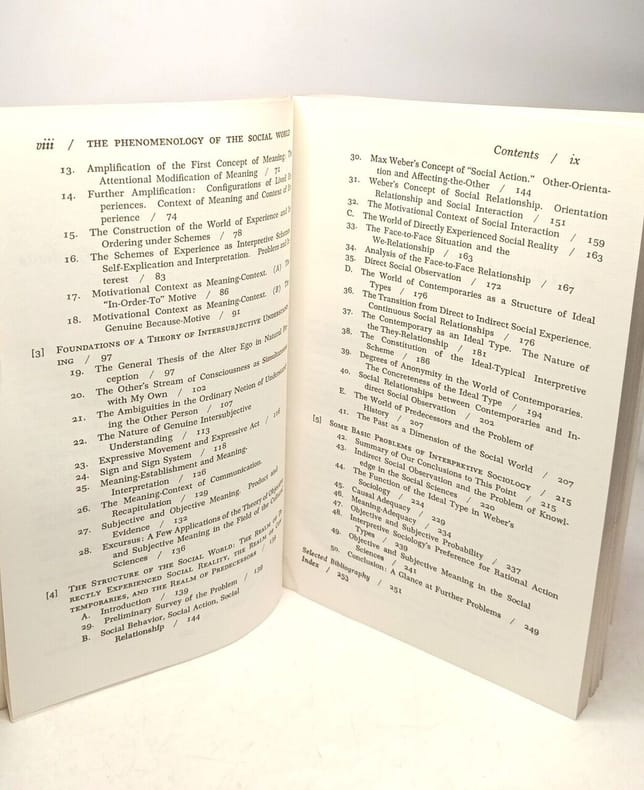 viii / THE PHENOMENOLOGY OF THE SOCIAL WORLD
13. Amplification of the First Concept of Meaning:
Attentional Modification of Meaning / 71
14. Further Amplification: Configurations of Lived
periences. Context of Meaning and Context of
perience / 74
15. The Construction of the World of Experience and
Ordering under Schemes / 78
16. The Schemes of Experience as Interpretive Schemes
Self-Explication and Interpretation. Problem and
terest / 83
17. Motivational Context as Meaning-Context. (A)
"In-Order-To" Motive / 86
18. Motivational Context as Meaning-Context. (B)
Genuine Because-Motive / 91
[3] FOUNDATIONS OF A THEORY OF INTERSUBJECTIVE UNDERSTAND-
ING / 97
19. The General Thesis of the Alter Ego in Natural
ception / 97
20. The Other's Stream of Consciousness as Simultaneous
with My Own / 102
21. The Ambiguities in the Ordinary Notion of Understand-
ing the Other Person / 107
22. The Nature of Genuine Intersubjective
Understanding / 113
23. Expressive Movement and Expressive Act / 116
24. Sign and Sign System / 118
25. Meaning-Establishment and Meaning-
Interpretation / 126
26. The Meaning-Context of Communication.
Recapitulation / 129
27. Subjective and Objective Meaning. Product and
Evidence / 132
28. Excursus: A Few Applications of the Theory of Objective
and Subjective Meaning in the Field of the Cultural
Sciences / 136
[4] THE STRUCTURE OF THE SOCIAL WORLD: THE REALM OF DI-
RECTLY EXPERIENCED SOCIAL REALITY, THE REALM OF CON-
TEMPORARIES, AND THE REALM OF PREDECESSORS / 139
A. Introduction / 139
29. Preliminary Survey of the Problem / 139
B. Social Behavior, Social Action, Social
Relationship / 144
Contents / ix
30. Max Weber's Concept of "Social Action." Other-Orienta-
tion and Affecting-the-Other / 144
31. Weber's Concept of Social Relationship. Orientation
Relationship and Social Interaction / 151
32. The Motivational Context of Social Interaction / 159
C. The World of Directly Experienced Social Reality / 163
33. The Face-to-Face Situation and the
We-Relationship / 163
34. Analysis of the Face-to-Face Relationship / 167
35. Direct Social Observation / 172
D. The World of Contemporaries as a Structure of Ideal
Types / 176
36. The Transition from Direct to Indirect Social Experience.
Continuous Social Relationships / 176
37. The Contemporary as an Ideal Type. The Nature of
the They-Relationship / 181
38. The Constitution of the Ideal-Typical Interpretive
Scheme / 186
39. Degrees of Anonymity in the World of Contemporaries.
The Concreteness of the Ideal Type / 194
40. Social Relationships between Contemporaries and In-
direct Social Observation / 202
E. The World of Predecessors and the Problem of
History / 207
41. The Past as a Dimension of the Social World / 207
[5] SOME BASIC PROBLEMS OF INTERPRETIVE SOCIOLOGY / 215
42. Summary of Our Conclusions to This Point / 215
43. Indirect Social Observation and the Problem of Knowl-
edge in the Social Sciences / 220
44. The Function of the Ideal Type in Weber's
Sociology / 224
45. Causal Adequacy / 229
46. Meaning-Adequacy / 234
47. Objective and Subjective Probability / 237
48. Interpretive Sociology's Preference for Rational Action
Types / 239
49. Objective and Subjective Meaning in the Social
Sciences / 241
50. Conclusion: A Glance at Further Problems / 249
Selected Bibliography / 251
Index / 253